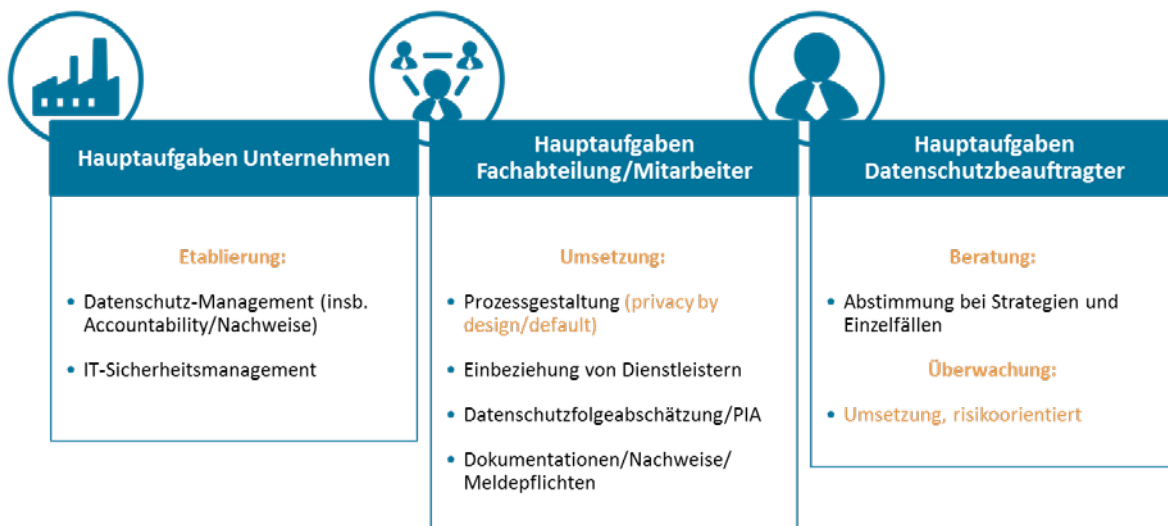 Hauptaufgaben Unternehmen
Etablierung:
• Datenschutz-Management (insb.
Accountability/Nachweise)
• IT-Sicherheitsmanagement
Hauptaufgaben
Fachabteilung/Mitarbeiter
Umsetzung:
• Prozessgestaltung (privacy by
design/default)
• Einbeziehung von Dienstleistern
• Datenschutzfolgeabschätzung/PIA
• Dokumentationen/Nachweise/
Meldepflichten
Hauptaufgaben
Datenschutzbeauftragter
Beratung:
• Abstimmung bei Strategien und
Einzelfällen
Überwachung:
• Umsetzung, risikoorientiert